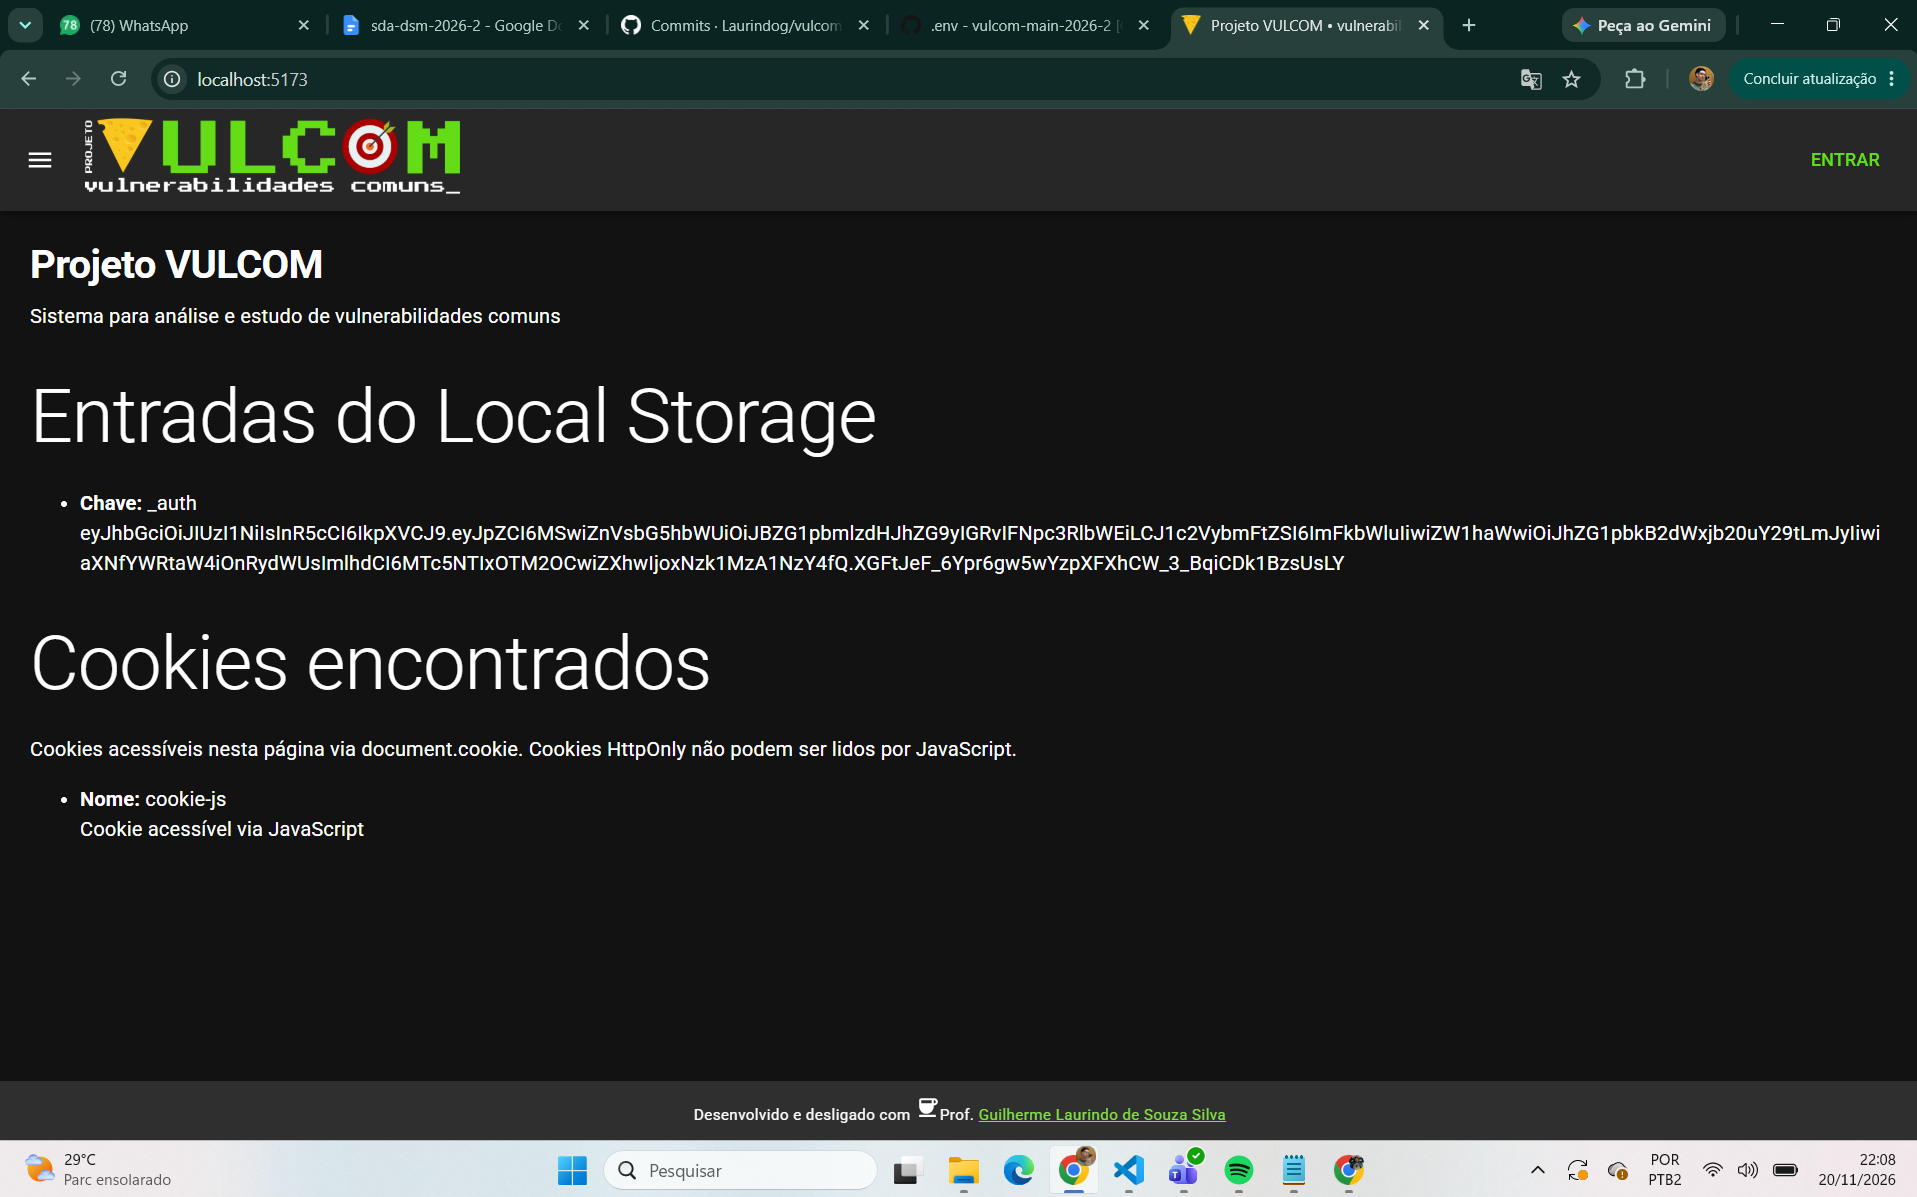 78 (78) WhatsApp
sda-dsm-2026-2 - Google Do
Commits · Laurindog/vulcom
.env - vulcom-main-2026-2 [
Projeto VULCOM • vulnerabil
Peça ao Gemini
localhost:5173
Concluir atualização
PROJETO VULCOM
vulnerabilidades comuns_
ENTRAR
Projeto VULCOM
Sistema para análise e estudo de vulnerabilidades comuns
Entradas do Local Storage
• Chave: _auth
eyJhbGciOiJIUzI1NiIsInR5cCI6IkpXVCJ9.eyJpZCI6MSwiZnVsbG5hbWUiOiJBZG1pbmlzdHJhZG9yIGRvIFNpc3RlbWEiLCJ1c2VybmFtZSI6ImFkbWluIiwiZW1haWwiOiJhZG1pbkB2dWxjb20uY29tLmJyIiwi
aXNfYWRtaW4iOnRydWUsImlhdCI6MTc5NTIxOTM2OCwiZXhwIjoxNzk1MzA1NzY4fQ.XGFtJeF_6Ypr6gw5wYzpXFXhCW_3_BqiCDk1BzsUsLY
Cookies encontrados
Cookies acessíveis nesta página via document.cookie. Cookies HttpOnly não podem ser lidos por JavaScript.
• Nome: cookie-js
Cookie acessível via JavaScript
Desenvolvido e desligado com Prof. Guilherme Laurindo de Souza Silva
29°C
Parc ensolarado
Pesquisar
POR
PTB2
22:08
20/11/2026